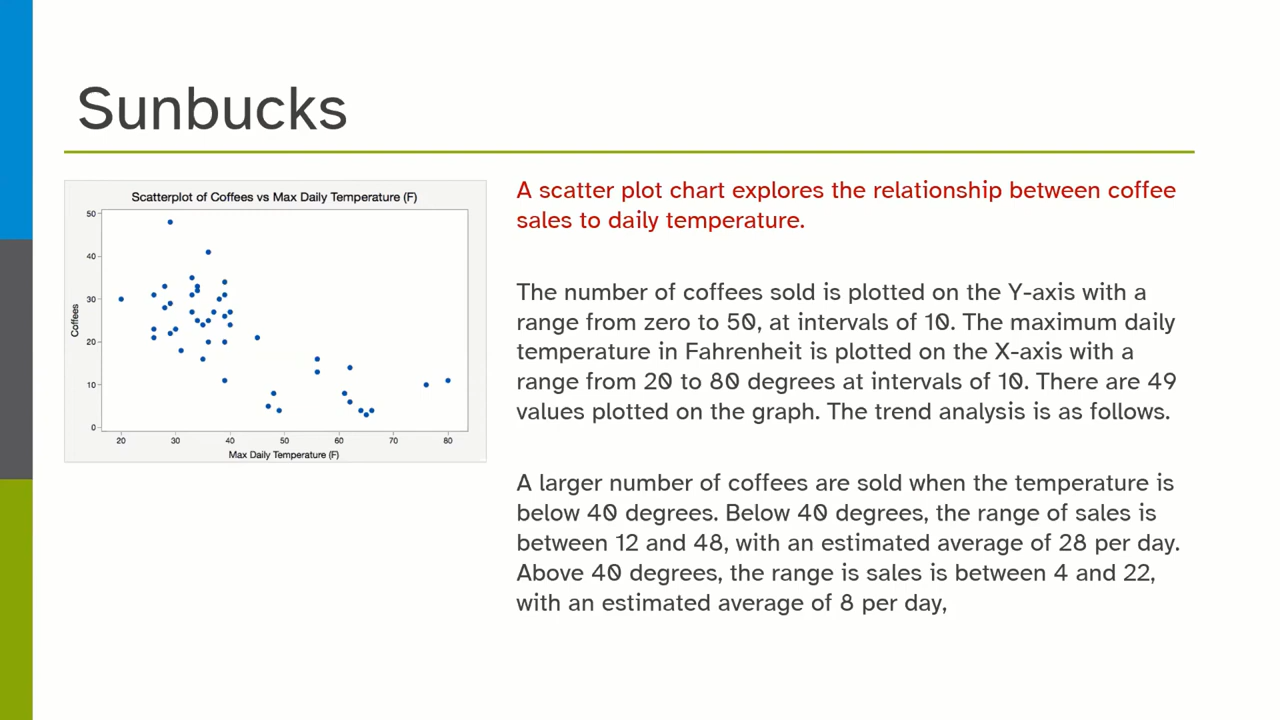 Sunbucks
Scatterplot of Coffees vs Max Daily Temperature (F)
50
40
30
20
10
0
Coffees
20 30 40 50 60 70 80
Max Daily Temperature (F)
A scatter plot chart explores the relationship between coffee
sales to daily temperature.
The number of coffees sold is plotted on the Y-axis with a
range from zero to 50, at intervals of 10. The maximum daily
temperature in Fahrenheit is plotted on the X-axis with a
range from 20 to 80 degrees at intervals of 10. There are 49
values plotted on the graph. The trend analysis is as follows.
A larger number of coffees are sold when the temperature is
below 40 degrees. Below 40 degrees, the range of sales is
between 12 and 48, with an estimated average of 28 per day.
Above 40 degrees, the range is sales is between 4 and 22,
with an estimated average of 8 per day,